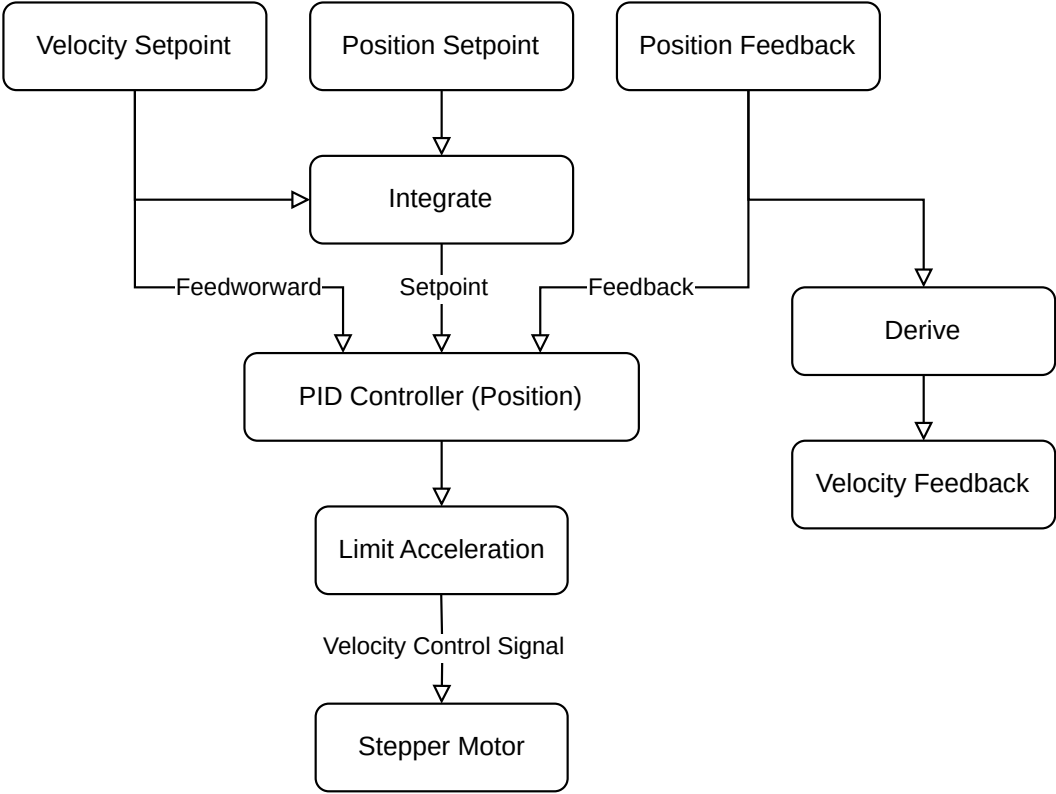 Velocity Setpoint
Position Setpoint
Position Feedback
Integrate
Feedworward
Setpoint
Feedback
Derive
PID Controller (Position)
Velocity Feedback
Limit Acceleration
Velocity Control Signal
Stepper Motor